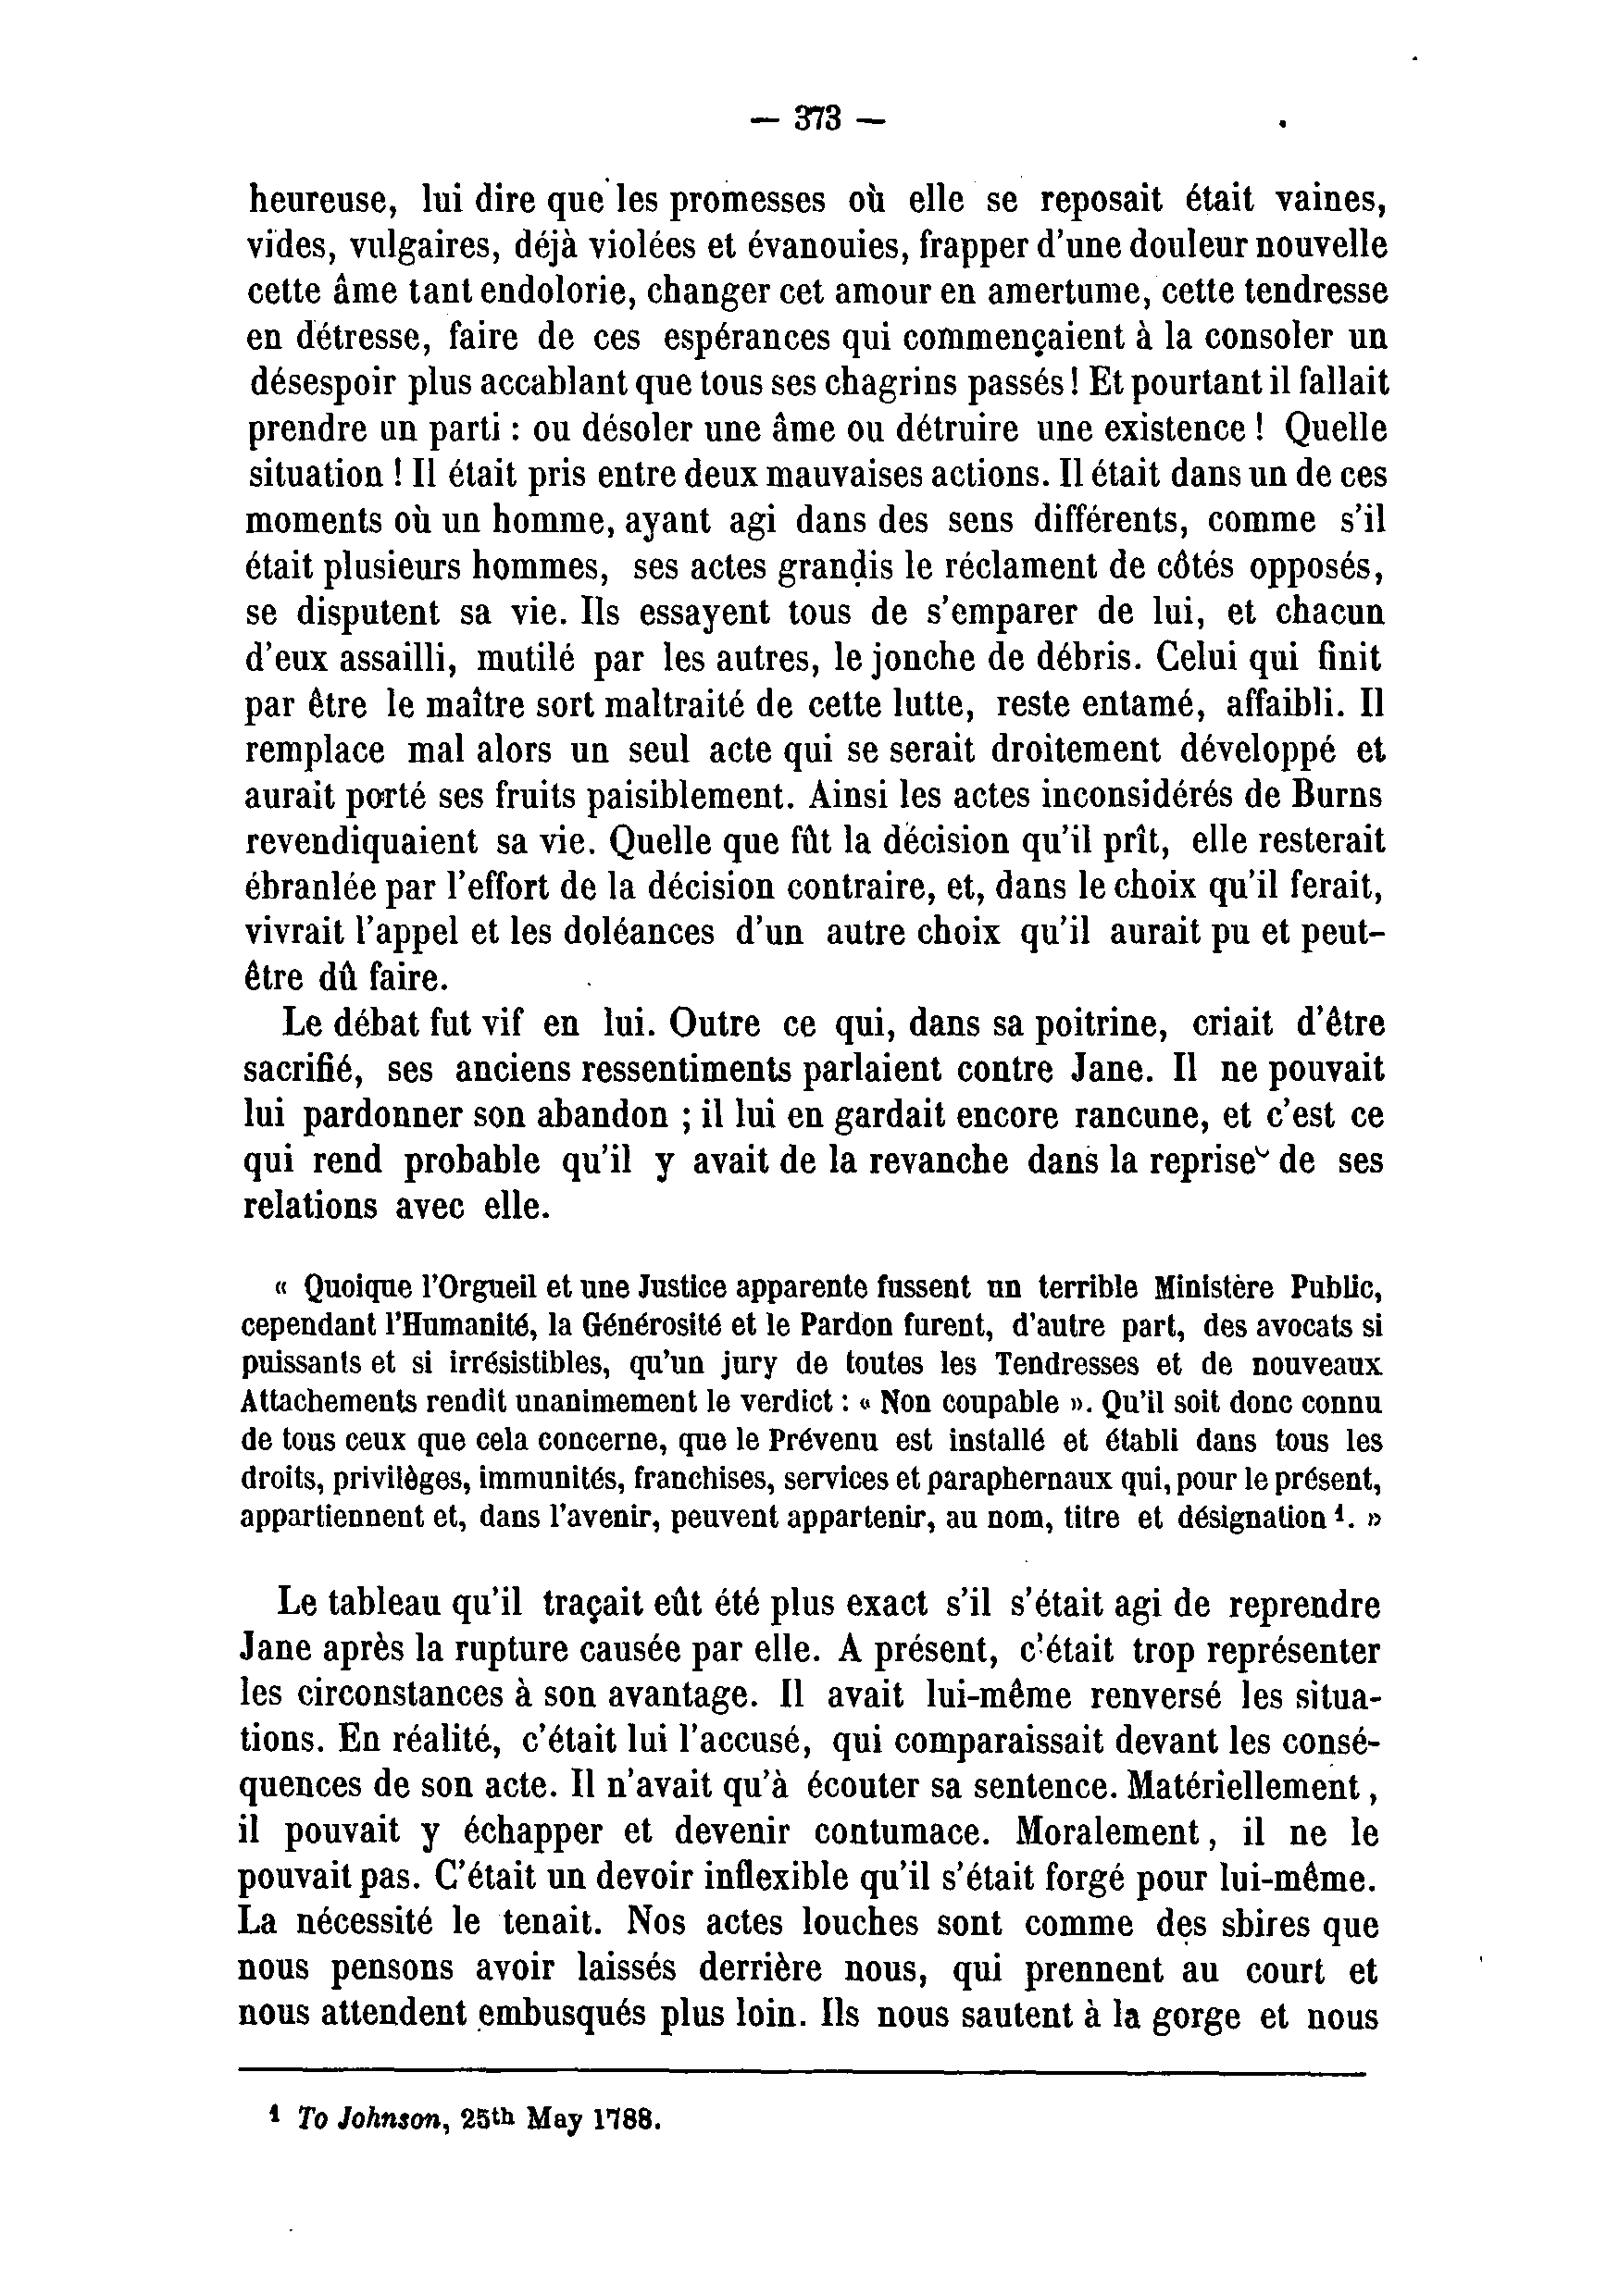 — 373 —
heureuse, lui dire que les promesses où elle se reposait était vaines,
vides, vulgaires, déjà violées et évanouies, frapper d'une douleur nouvelle
cette âme tant endolorie, changer cet amour en amertume, cette tendresse
en détresse, faire de ces espérances qui commençaient à la consoler un
désespoir plus accablant que tous ses chagrins passés ! Et pourtant il fallait
prendre un parti : ou désoler une âme ou détruire une existence ! Quelle
situation ! Il était pris entre deux mauvaises actions. Il était dans un de ces
moments où un homme, ayant agi dans des sens différents, comme s'il
était plusieurs hommes, ses actes grandis le réclament de côtés opposés,
se disputent sa vie. Ils essayent tous de s'emparer de lui, et chacun
d'eux assailli, mutilé par les autres, le jonche de débris. Celui qui finit
par être le maître sort maltraité de cette lutte, reste entamé, affaibli. Il
remplace mal alors un seul acte qui se serait droitement développé et
aurait porté ses fruits paisiblement. Ainsi les actes inconsidérés de Burns
revendiquaient sa vie. Quelle que fût la décision qu'il prît, elle resterait
ébranlée par l'effort de la décision contraire, et, dans le choix qu'il ferait,
vivrait l'appel et les doléances d'un autre choix qu'il aurait pu et peut-
être dû faire.
Le débat fut vif en lui. Outre ce qui, dans sa poitrine, criait d'être
sacrifié, ses anciens ressentiments parlaient contre Jane. Il ne pouvait
lui pardonner son abandon ; il lui en gardait encore rancune, et c'est ce
qui rend probable qu'il y avait de la revanche dans la reprise de ses
relations avec elle.
« Quoique l'Orgueil et une Justice apparente fussent un terrible Ministère Public,
cependant l'Humanité, la Générosité et le Pardon furent, d'autre part, des avocats si
puissants et si irrésistibles, qu'un jury de toutes les Tendresses et de nouveaux
Attachements rendit unanimement le verdict : « Non coupable ». Qu'il soit donc connu
de tous ceux que cela concerne, que le Prévenu est installé et établi dans tous les
droits, privilèges, immunités, franchises, services et paraphernaux qui, pour le présent,
appartiennent et, dans l'avenir, peuvent appartenir, au nom, titre et désignation ¹. »
Le tableau qu'il traçait eût été plus exact s'il s'était agi de reprendre
Jane après la rupture causée par elle. A présent, c'était trop représenter
les circonstances à son avantage. Il avait lui-même renversé les situa-
tions. En réalité, c'était lui l'accusé, qui comparaissait devant les consé-
quences de son acte. Il n'avait qu'à écouter sa sentence. Matériellement,
il pouvait y échapper et devenir contumace. Moralement, il ne le
pouvait pas. C'était un devoir inflexible qu'il s'était forgé pour lui-même.
La nécessité le tenait. Nos actes louches sont comme des sbires que
nous pensons avoir laissés derrière nous, qui prennent au court et
nous attendent embusqués plus loin. Ils nous sautent à la gorge et nous
¹ To Johnson, 25th May 1788.